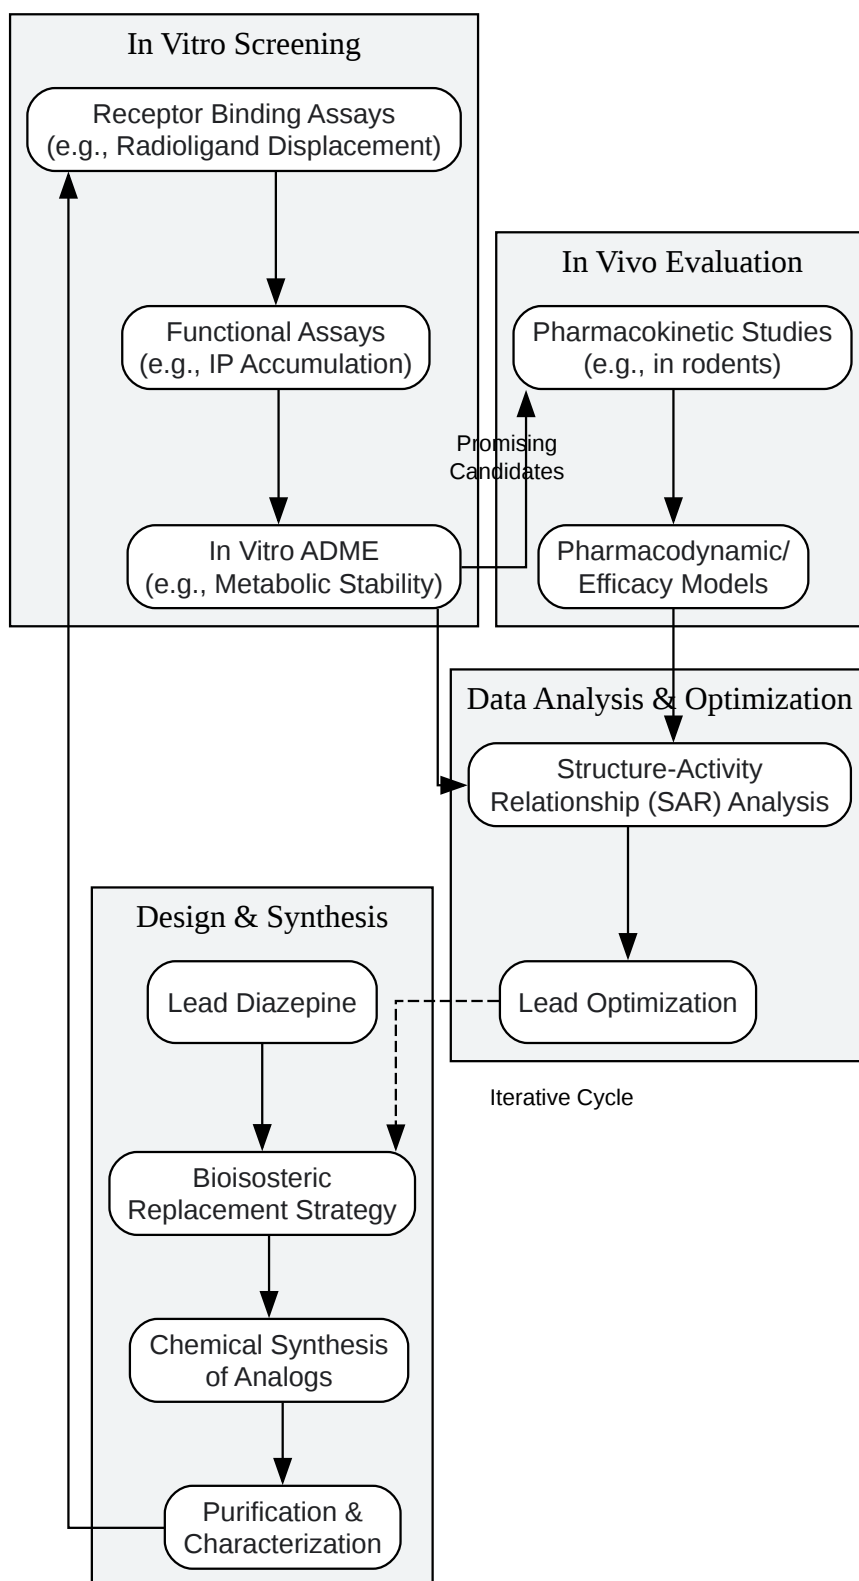 In Vitro Screening
Receptor Binding Assays
(e.g., Radioligand Displacement)
Functional Assays
(e.g., IP Accumulation)
In Vitro ADME
(e.g., Metabolic Stability)
Promising
Candidates
In Vivo Evaluation
Pharmacokinetic Studies
(e.g., in rodents)
Pharmacodynamic/
Efficacy Models
Data Analysis & Optimization
Structure-Activity
Relationship (SAR) Analysis
Lead Optimization
Iterative Cycle
Design & Synthesis
Lead Diazepine
Bioisosteric
Replacement Strategy
Chemical Synthesis
of Analogs
Purification &
Characterization